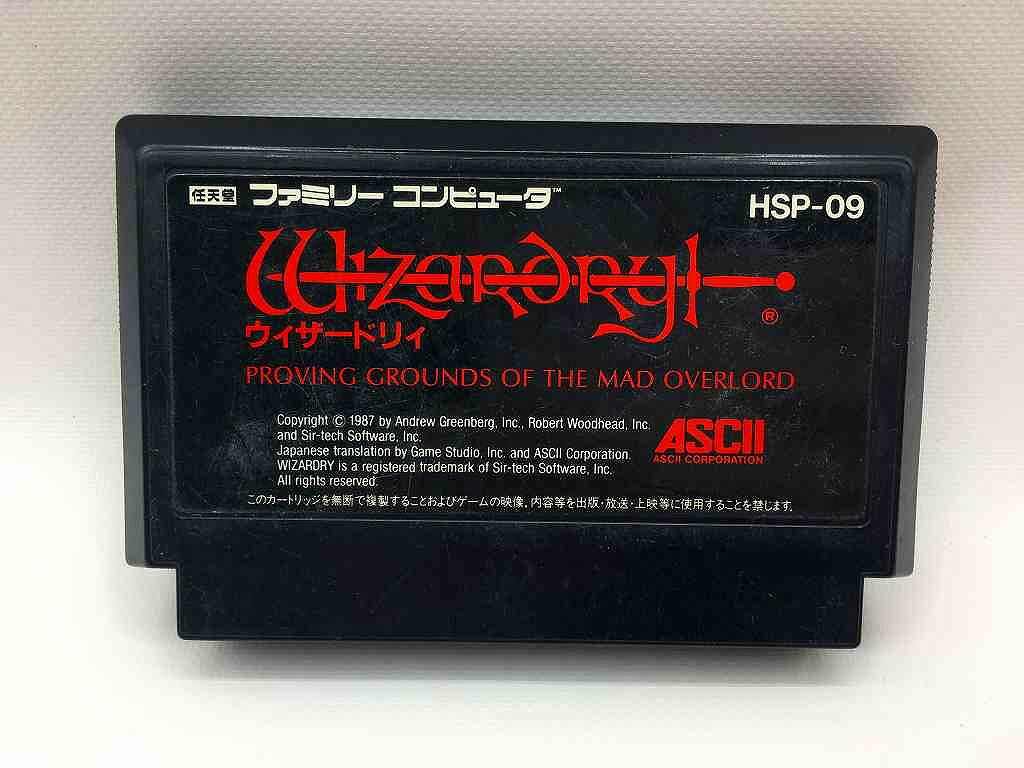 任天堂 ファミリー コンピュータ™
HSP-09
Wizardry
®
ウィザードリィ
PROVING GROUNDS OF THE MAD OVERLORD
Copyright © 1987 by Andrew Greenberg, Inc., Robert Woodhead, Inc.
and Sir-tech Software, Inc.
Japanese translation by Game Studio, Inc. and ASCII Corporation.
WIZARDRY is a registered trademark of Sir-tech Software, Inc.
All rights reserved.
ASCII
ASCII CORPORATION
このカートリッジを無断で複製することおよびゲームの映像,内容等を出版・放送・上映等に使用することを禁じます.